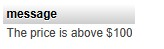 message
The price is above $100